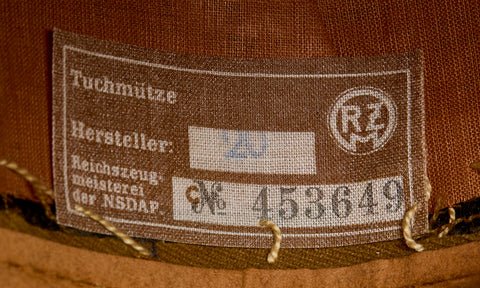 Tuchmütze
RZM
Hersteller: 20
Reichszeug-
meisterei
der NSDAP.
№ 453649